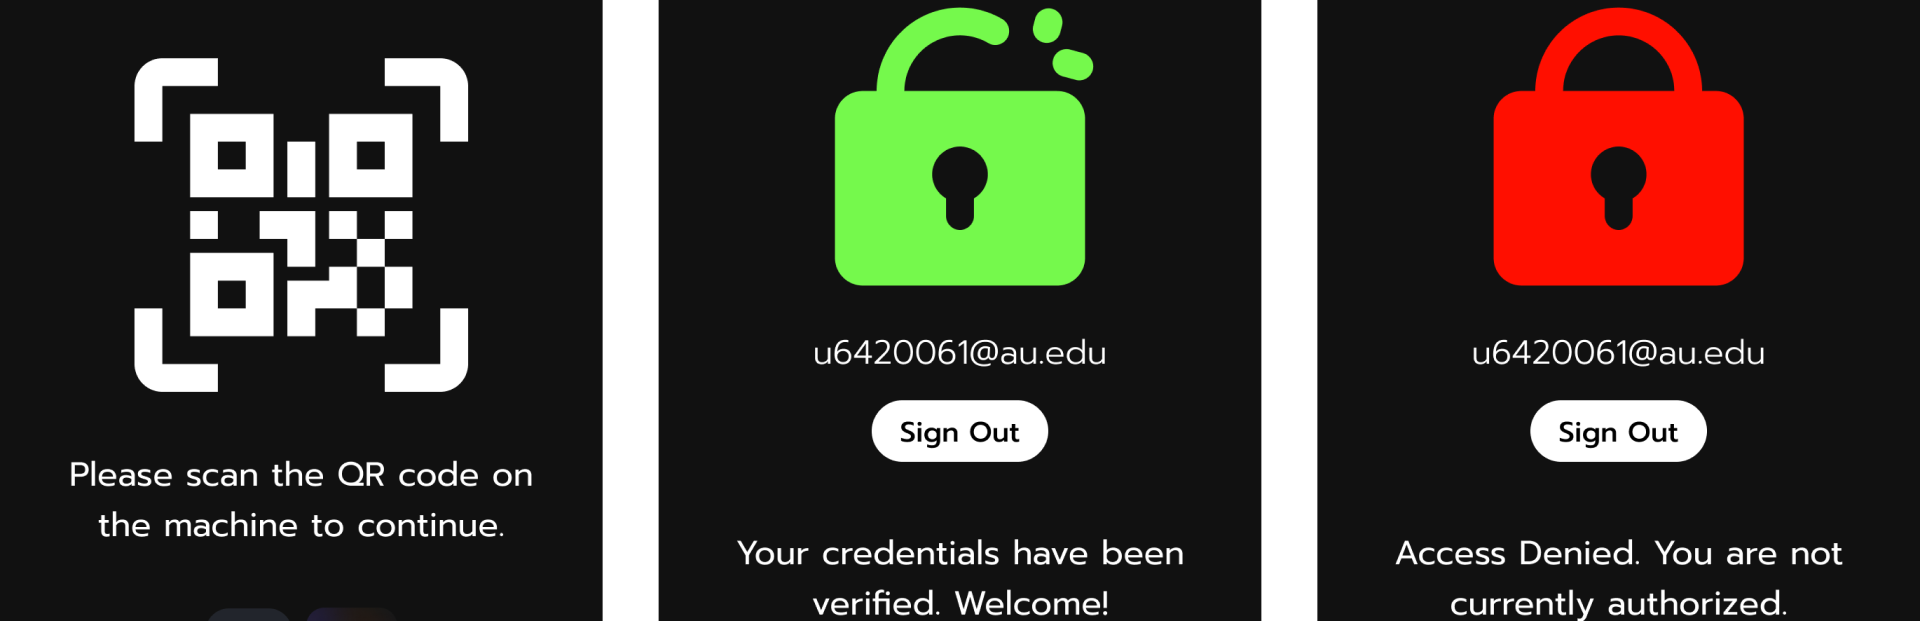 Please scan the QR code on
the machine to continue.
u6420061@au.edu
Sign Out
Your credentials have been
verified. Welcome!
u6420061@au.edu
Sign Out
Access Denied. You are not
currently authorized.